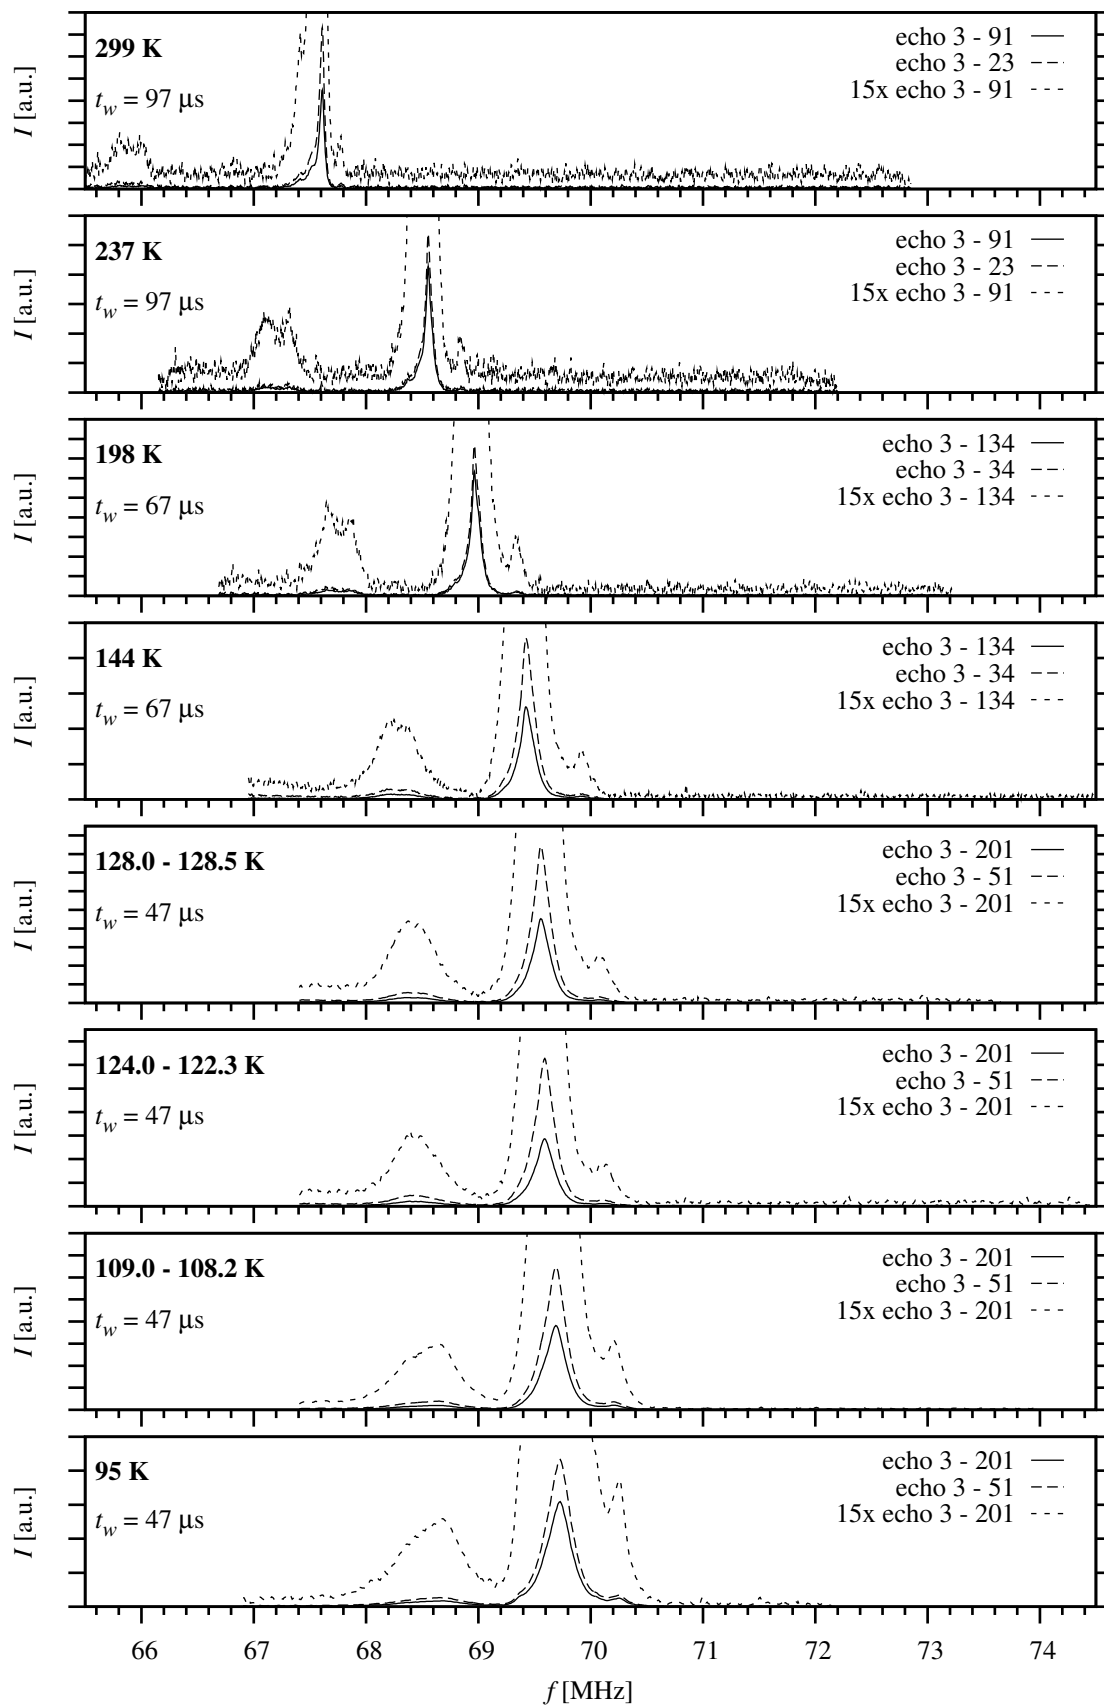 299 K
t_w = 97 μs
echo 3 - 91
echo 3 - 23
15x echo 3 - 91
I [a.u.]
237 K
t_w = 97 μs
echo 3 - 91
echo 3 - 23
15x echo 3 - 91
I [a.u.]
198 K
t_w = 67 μs
echo 3 - 134
echo 3 - 34
15x echo 3 - 134
I [a.u.]
144 K
t_w = 67 μs
echo 3 - 134
echo 3 - 34
15x echo 3 - 134
I [a.u.]
128.0 - 128.5 K
t_w = 47 μs
echo 3 - 201
echo 3 - 51
15x echo 3 - 201
I [a.u.]
124.0 - 122.3 K
t_w = 47 μs
echo 3 - 201
echo 3 - 51
15x echo 3 - 201
I [a.u.]
109.0 - 108.2 K
t_w = 47 μs
echo 3 - 201
echo 3 - 51
15x echo 3 - 201
I [a.u.]
95 K
t_w = 47 μs
echo 3 - 201
echo 3 - 51
15x echo 3 - 201
I [a.u.]
66 67 68 69 70 71 72 73 74
f [MHz]